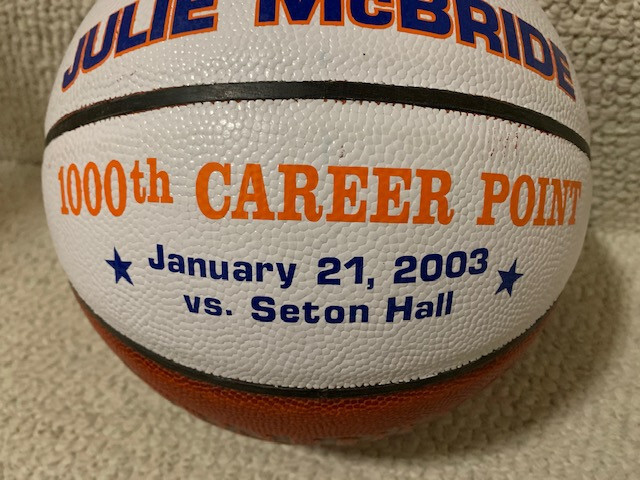 JULIE McBRIDE
1000th CAREER POINT
January 21, 2003
vs. Seton Hall